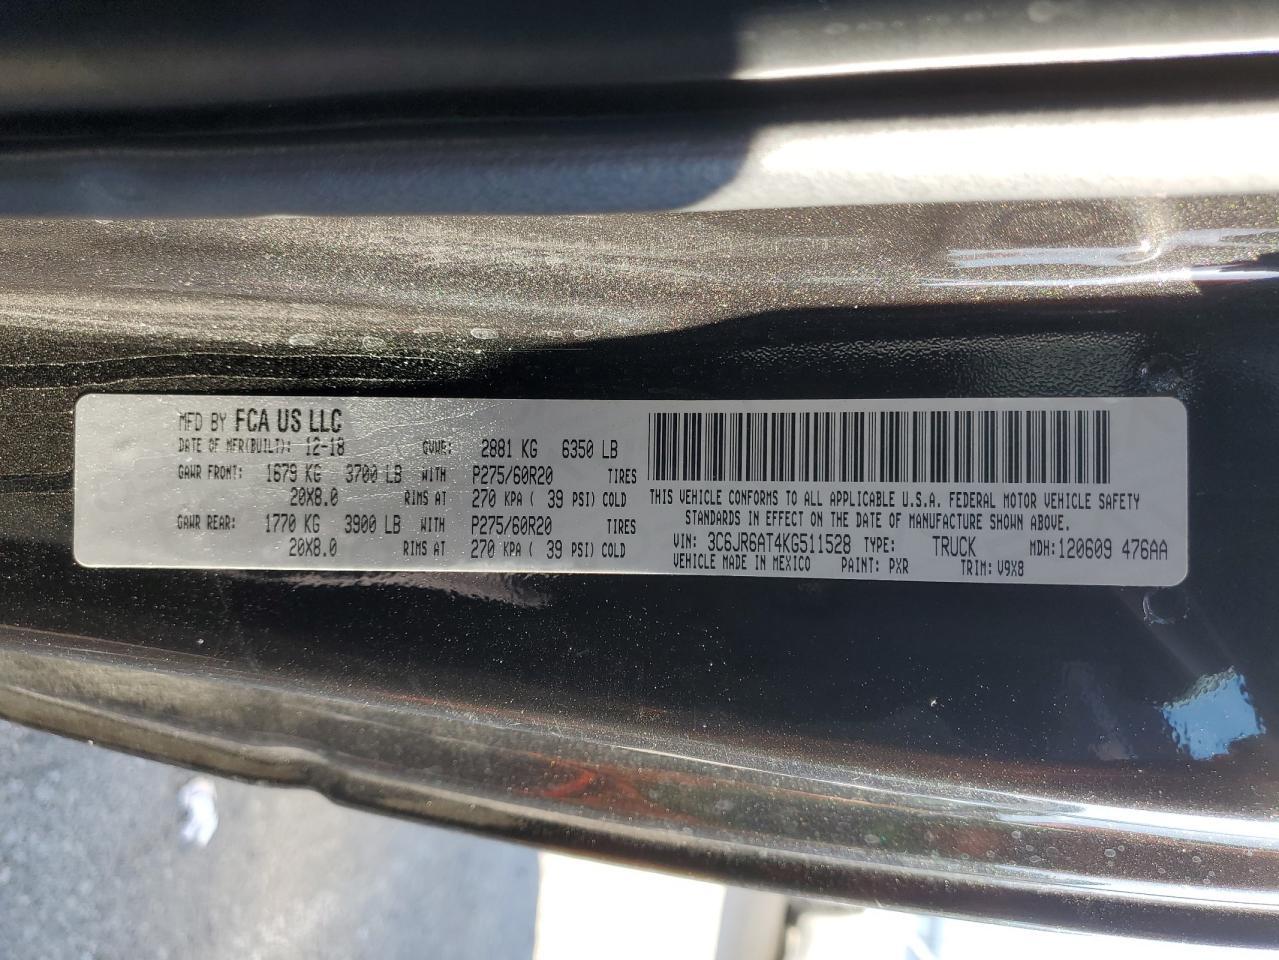 MFD BY FCA US LLC
DATE OF MFR(BUILT): 12-18 GVWR: 2881 KG 6350 LB
GAWR FRONT: 1679 KG 3700 LB WITH P275/60R20 TIRES
20X8.0 RIMS AT 270 KPA ( 39 PSI) COLD
GAWR REAR: 1770 KG 3900 LB WITH P275/60R20 TIRES
20X8.0 RIMS AT 270 KPA ( 39 PSI) COLD
THIS VEHICLE CONFORMS TO ALL APPLICABLE U.S.A. FEDERAL MOTOR VEHICLE SAFETY
STANDARDS IN EFFECT ON THE DATE OF MANUFACTURE SHOWN ABOVE.
VIN: 3C6JR6AT4KG511528 TYPE: TRUCK MDH:120609 476AA
VEHICLE MADE IN MEXICO PAINT: PXR TRIM: V9X8